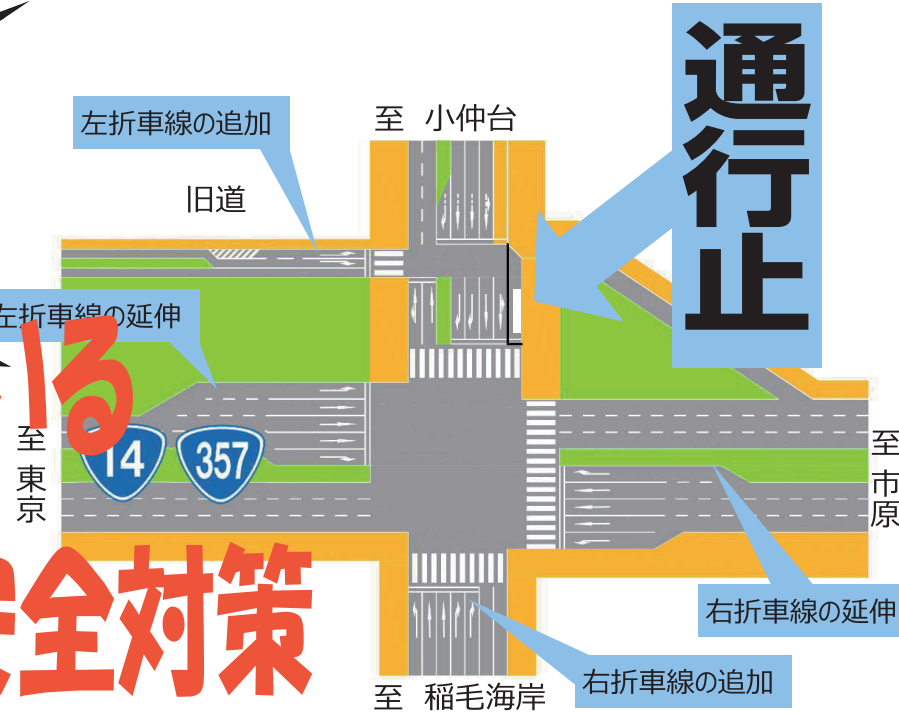 通行止
左折車線の追加
至 小仲台
旧道
左折車線の延伸
る
至東京
14
357
至市原
安全対策
右折車線の延伸
右折車線の追加
至 稲毛海岸